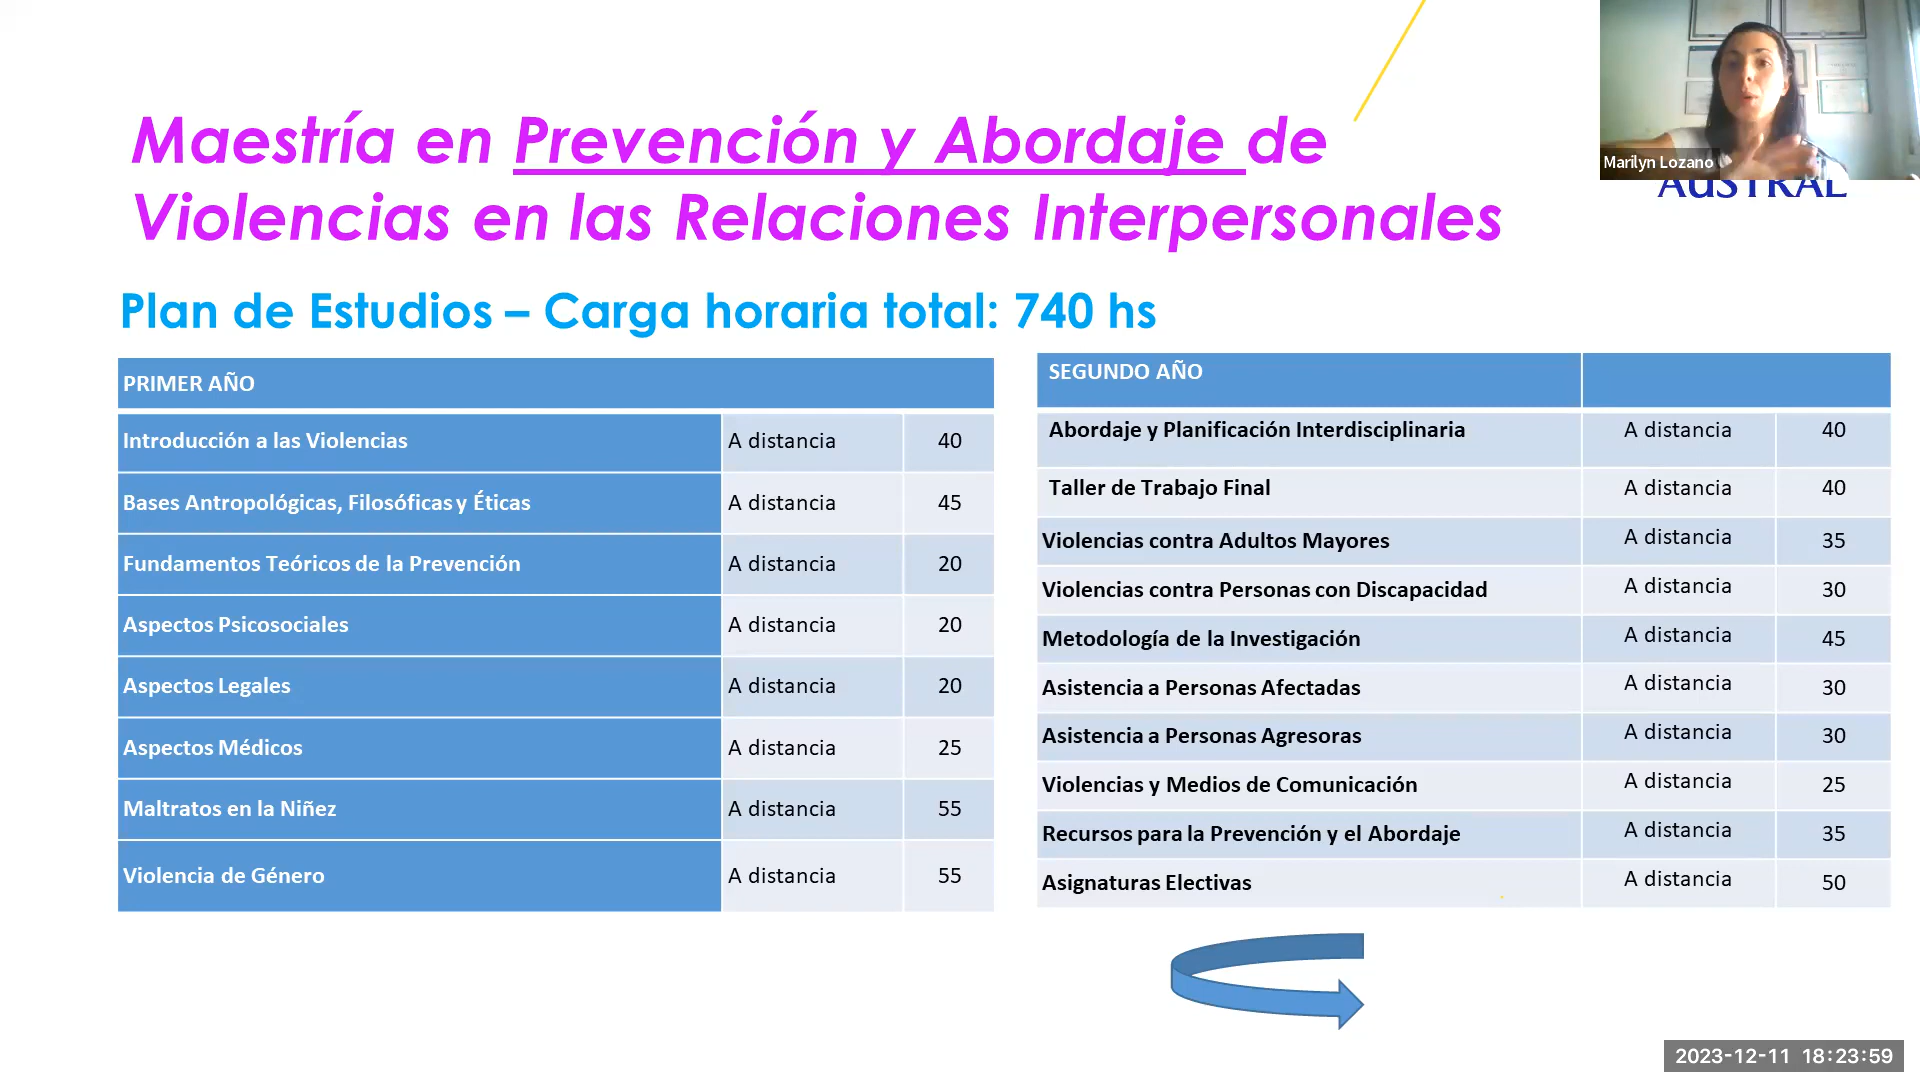 Maestría en Prevención y Abordaje de
Violencias en las Relaciones Interpersonales
Marilyn Lozano
AUSTRAL
Plan de Estudios – Carga horaria total: 740 hs
PRIMER AÑO
Introducción a las Violencias A distancia 40
Bases Antropológicas, Filosóficas y Éticas A distancia 45
Fundamentos Teóricos de la Prevención A distancia 20
Aspectos Psicosociales A distancia 20
Aspectos Legales A distancia 20
Aspectos Médicos A distancia 25
Maltratos en la Niñez A distancia 55
Violencia de Género A distancia 55
SEGUNDO AÑO
Abordaje y Planificación Interdisciplinaria A distancia 40
Taller de Trabajo Final A distancia 40
Violencias contra Adultos Mayores A distancia 35
Violencias contra Personas con Discapacidad A distancia 30
Metodología de la Investigación A distancia 45
Asistencia a Personas Afectadas A distancia 30
Asistencia a Personas Agresoras A distancia 30
Violencias y Medios de Comunicación A distancia 25
Recursos para la Prevención y el Abordaje A distancia 35
Asignaturas Electivas A distancia 50
2023-12-11 18:23:59